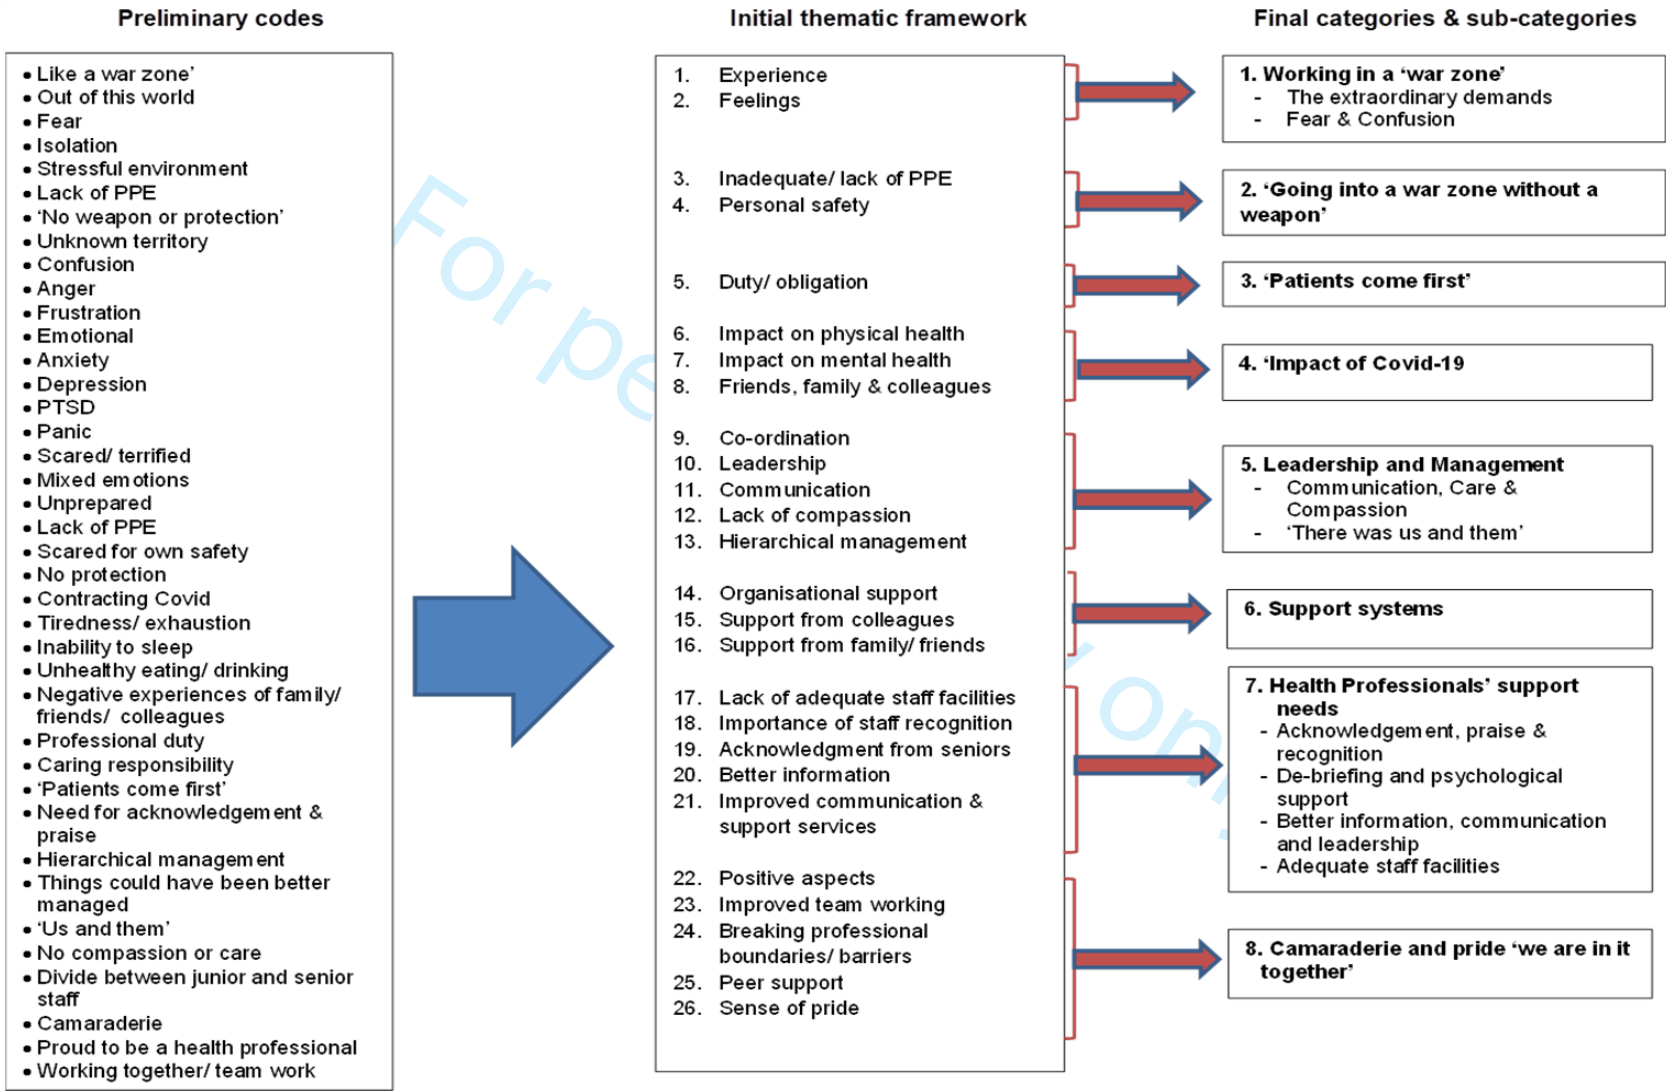 Preliminary codes
• Like a war zone’
• Out of this world
• Fear
• Isolation
• Stressful environment
• Lack of PPE
• ‘No weapon or protection’
• Unknown territory
• Confusion
• Anger
• Frustration
• Emotional
• Anxiety
• Depression
• PTSD
• Panic
• Scared/ terrified
• Mixed emotions
• Unprepared
• Lack of PPE
• Scared for own safety
• No protection
• Contracting Covid
• Tiredness/ exhaustion
• Inability to sleep
• Unhealthy eating/ drinking
• Negative experiences of family/
friends/ colleagues
• Professional duty
• Caring responsibility
• ‘Patients come first’
• Need for acknowledgement &
praise
• Hierarchical management
• Things could have been better
managed
• ‘Us and them’
• No compassion or care
• Divide between junior and senior
staff
• Camaraderie
• Proud to be a health professional
• Working together/ team work
Initial thematic framework
1. Experience
2. Feelings
3. Inadequate/ lack of PPE
4. Personal safety
5. Duty/ obligation
6. Impact on physical health
7. Impact on mental health
8. Friends, family & colleagues
9. Co-ordination
10. Leadership
11. Communication
12. Lack of compassion
13. Hierarchical management
14. Organisational support
15. Support from colleagues
16. Support from family/ friends
17. Lack of adequate staff facilities
18. Importance of staff recognition
19. Acknowledgment from seniors
20. Better information
21. Improved communication &
support services
22. Positive aspects
23. Improved team working
24. Breaking professional
boundaries/ barriers
25. Peer support
26. Sense of pride
Final categories & sub-categories
1. Working in a ‘war zone’
- The extraordinary demands
- Fear & Confusion
2. ‘Going into a war zone without a
weapon’
3. ‘Patients come first’
4. ‘Impact of Covid-19
5. Leadership and Management
- Communication, Care &
Compassion
- ‘There was us and them’
6. Support systems
7. Health Professionals’ support
needs
- Acknowledgement, praise &
recognition
- De-briefing and psychological
support
- Better information, communication
and leadership
- Adequate staff facilities
8. Camaraderie and pride ‘we are in it
together’
For